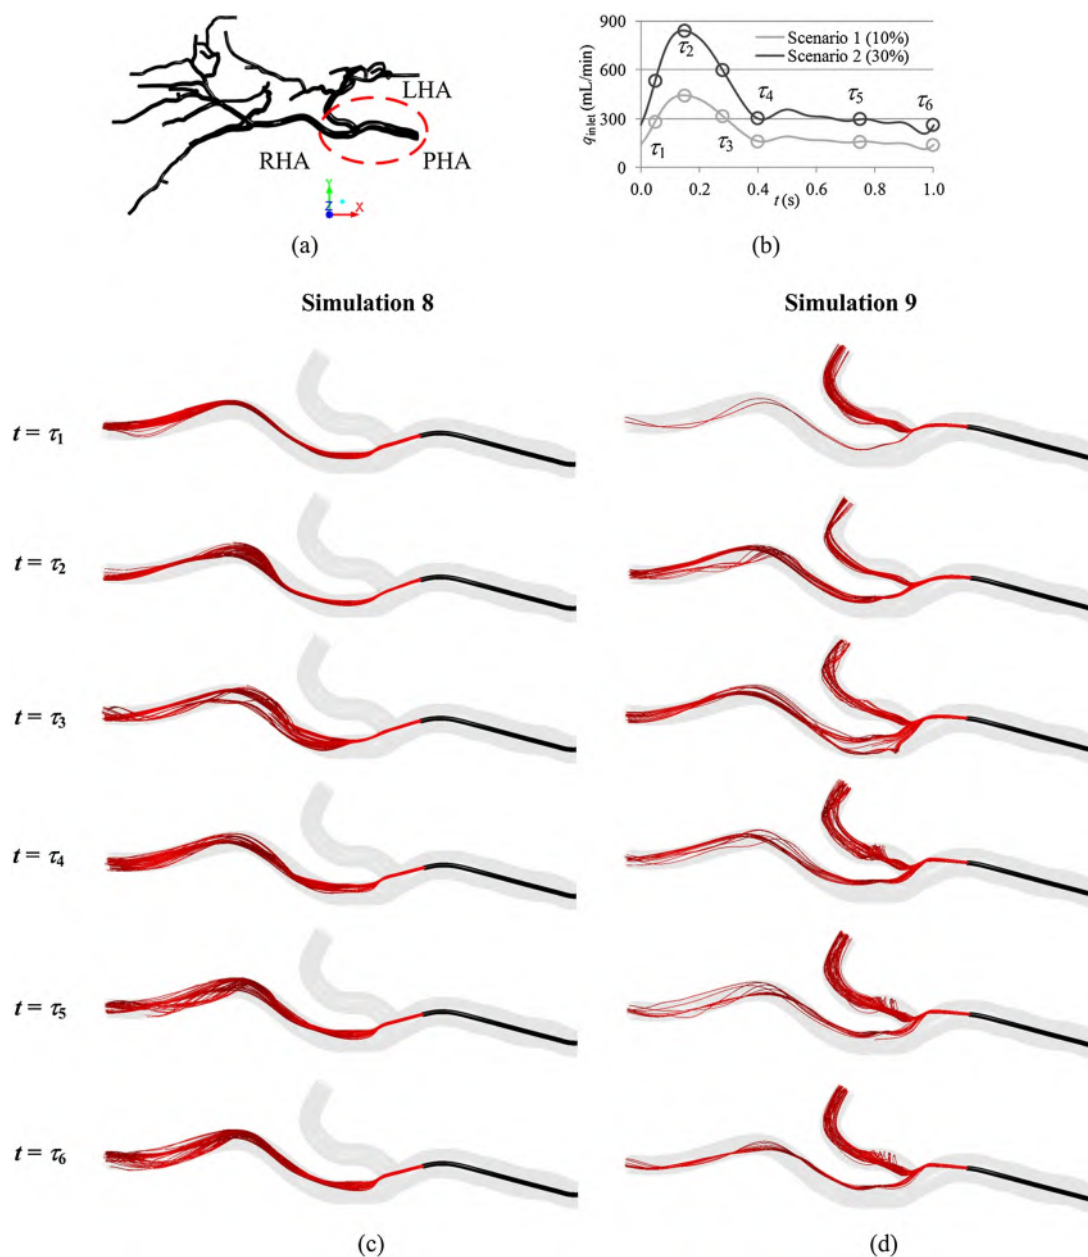 LHA
RHA
PHA
Y
Z
X
(a)
900
600
300
0
q_inlet (mL/min)
Scenario 1 (10%)
Scenario 2 (30%)
τ2
τ4
τ5
τ6
τ1
τ3
0.0 0.2 0.4 0.6 0.8 1.0
t (s)
(b)
Simulation 8 Simulation 9
t = τ1
t = τ2
t = τ3
t = τ4
t = τ5
t = τ6
(c) (d)